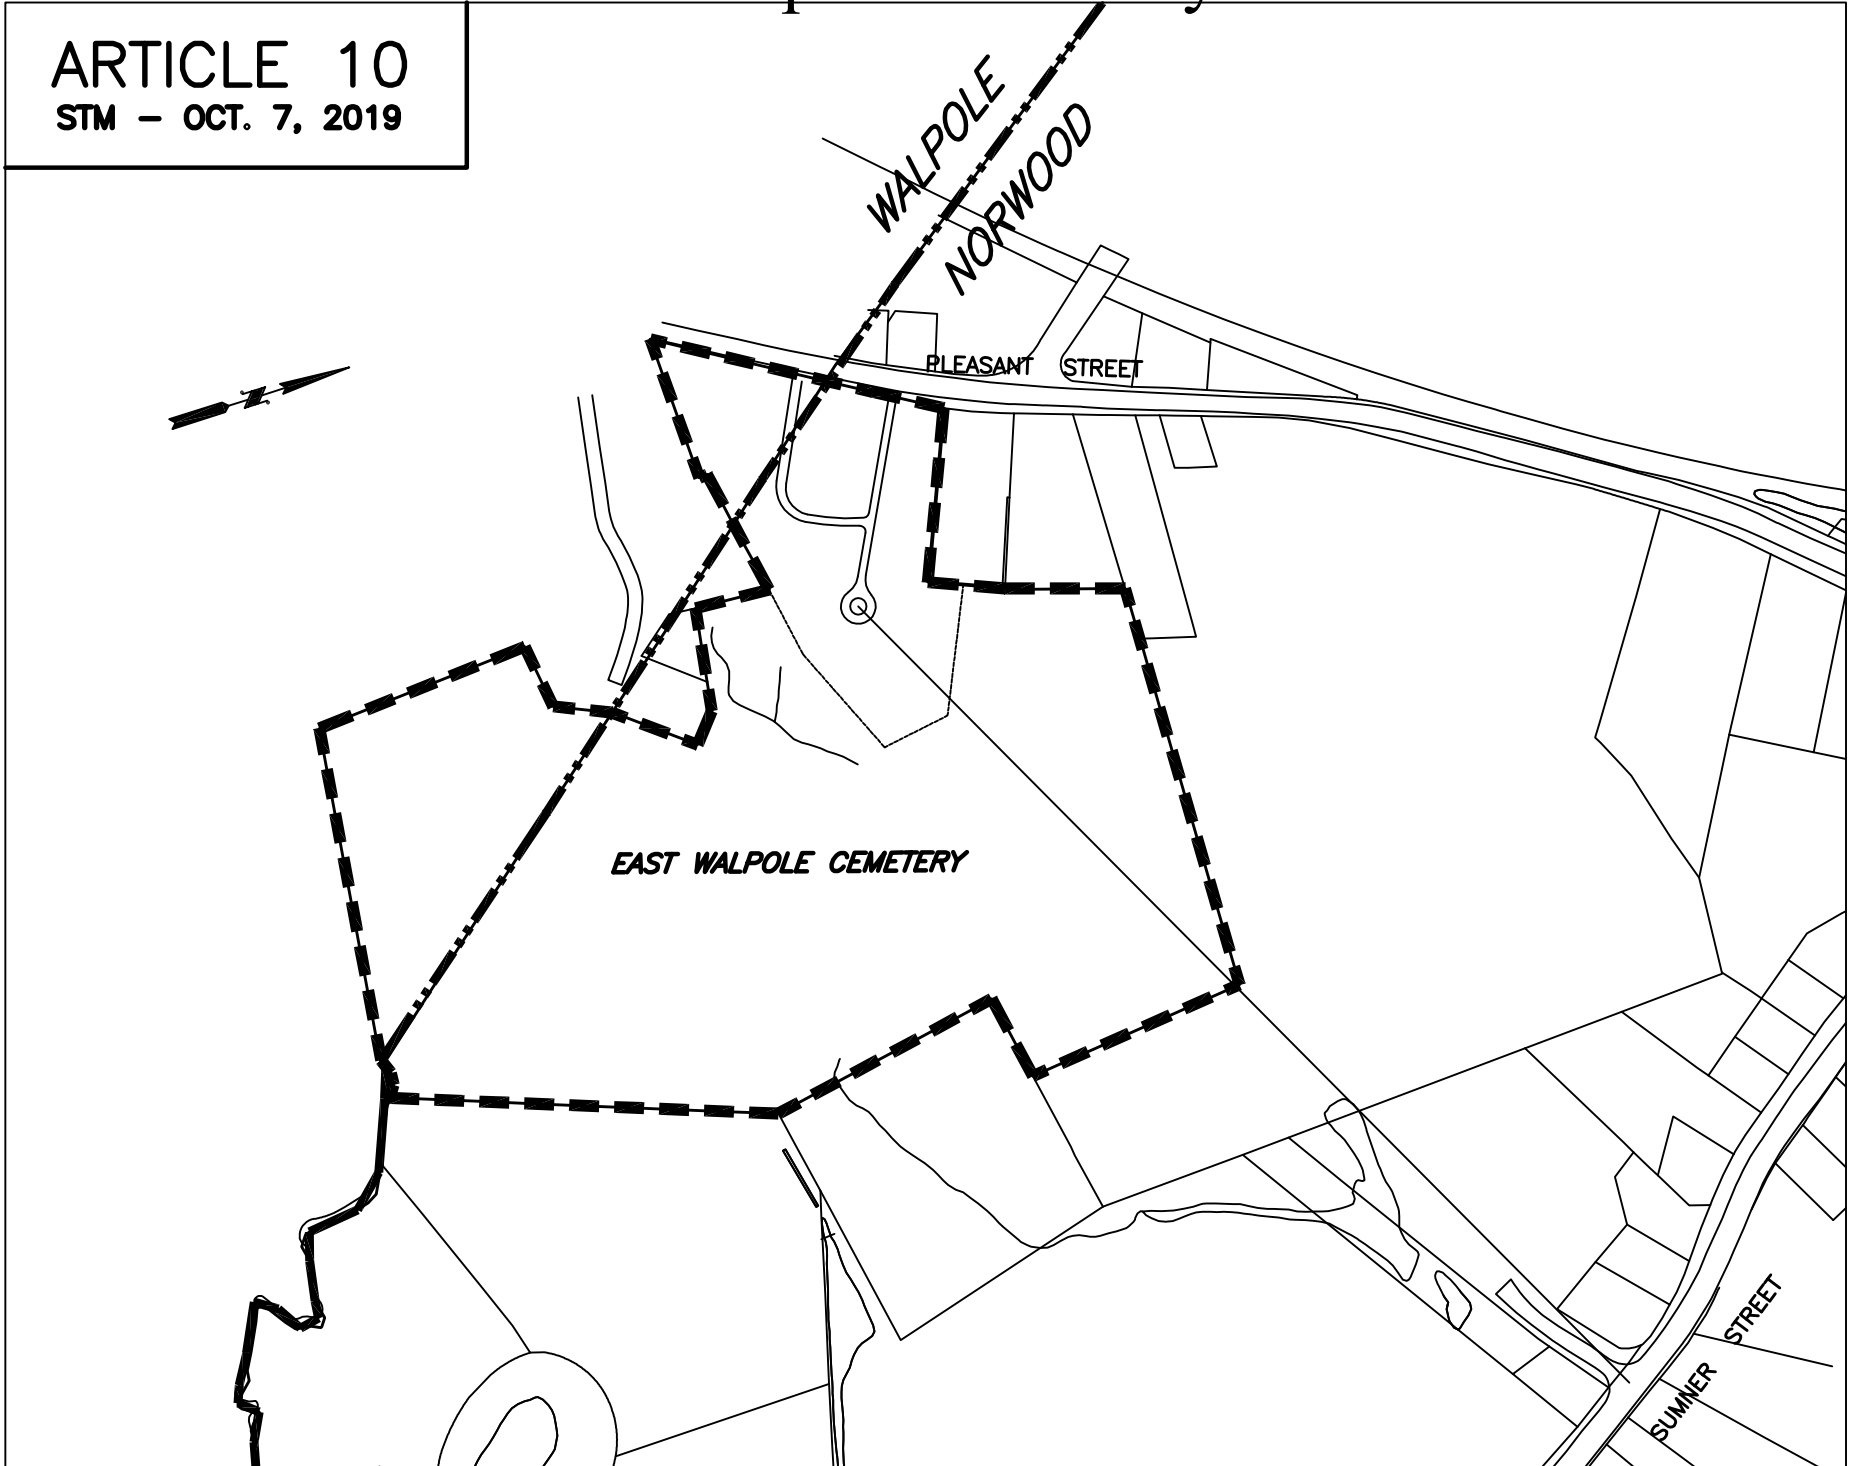 ARTICLE 10
STM - OCT. 7, 2019
WALPOLE
NORWOOD
PLEASANT STREET
N
EAST WALPOLE CEMETERY
SUMNER STREET